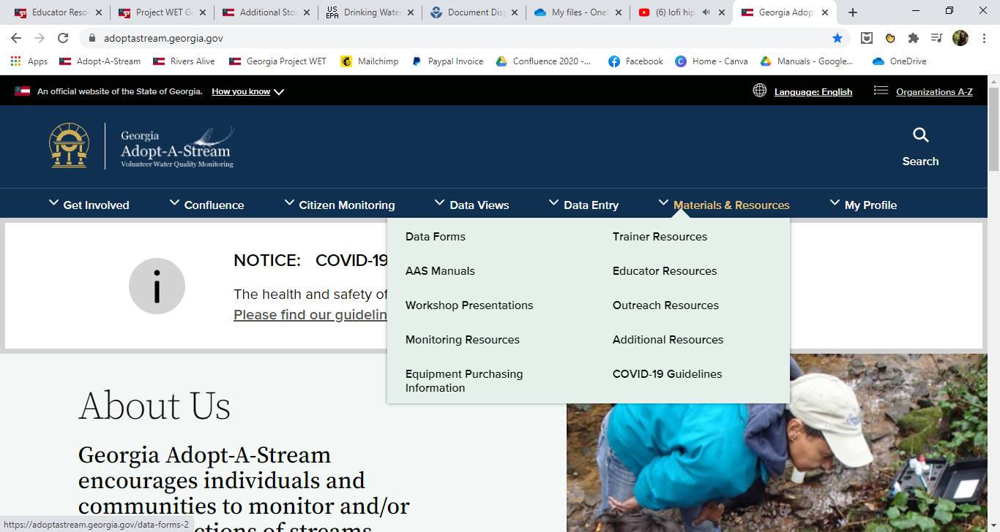 Educator Reso
Project WET G
Additional Sto
US EPA Drinking Wate
Document Dis
My files - One
(6) lofi hip
Georgia Adopt
adoptastream.georgia.gov
Apps
Adopt-A-Stream
Rivers Alive
Georgia Project WET
Mailchimp
Paypal Invoice
Confluence 2020 -...
Facebook
Home - Canva
Manuals - Google...
OneDrive
An official website of the State of Georgia. How you know
Language: English
Organizations A-Z
Georgia
Adopt-A-Stream
Volunteer Water Quality Monitoring
Search
Get Involved
Confluence
Citizen Monitoring
Data Views
Data Entry
Materials & Resources
My Profile
Data Forms
AAS Manuals
Workshop Presentations
Monitoring Resources
Equipment Purchasing
Information
Trainer Resources
Educator Resources
Outreach Resources
Additional Resources
COVID-19 Guidelines
NOTICE: COVID-19
The health and safety of
Please find our guidelin
About Us
Georgia Adopt-A-Stream
encourages individuals and
communities to monitor and/or
ctions of streams
https://adoptastream.georgia.gov/data-forms-2